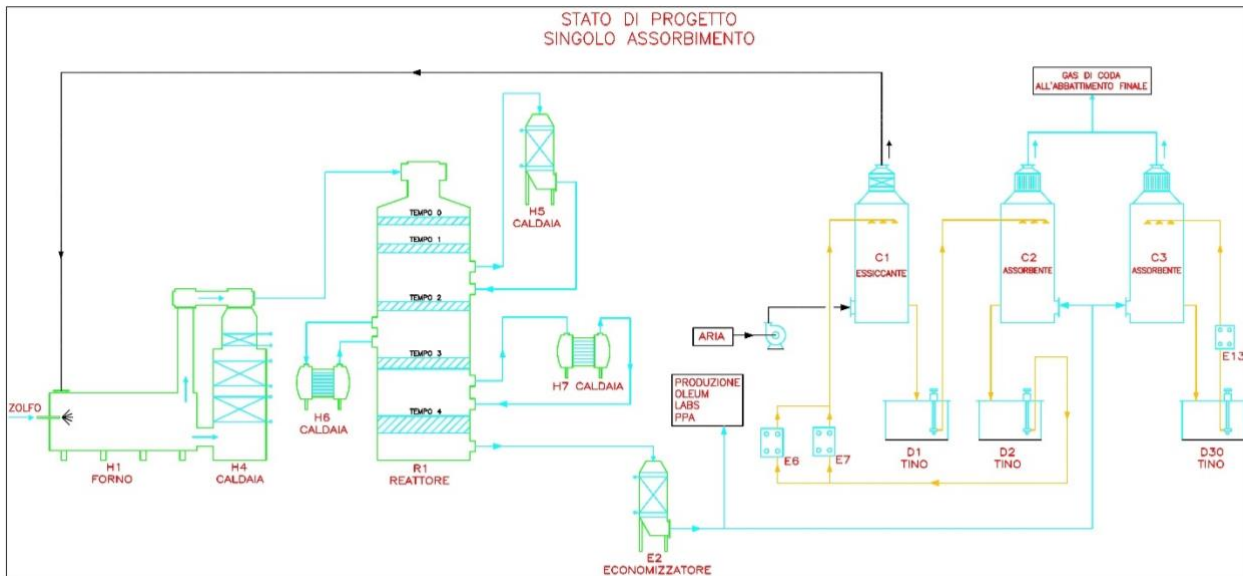 STATO DI PROGETTO
SINGOLO ASSORBIMENTO
GAS DI CODA
ALL'ABBATTIMENTO FINALE
H5
CALDAIA
TEMPO 0
TEMPO 1
TEMPO 2
TEMPO 3
TEMPO 4
C1
ESSICCANTE
C2
ASSORBENTE
C3
ASSORBENTE
ARIA
E13
H7 CALDAIA
H6
CALDAIA
PRODUZIONE
OLEUM
LABS
PPA
ZOLFO
H1
FORNO
H4
CALDAIA
R1
REATTORE
E6
E7
D1
TINO
D2
TINO
D30
TINO
E2
ECONOMIZZATORE